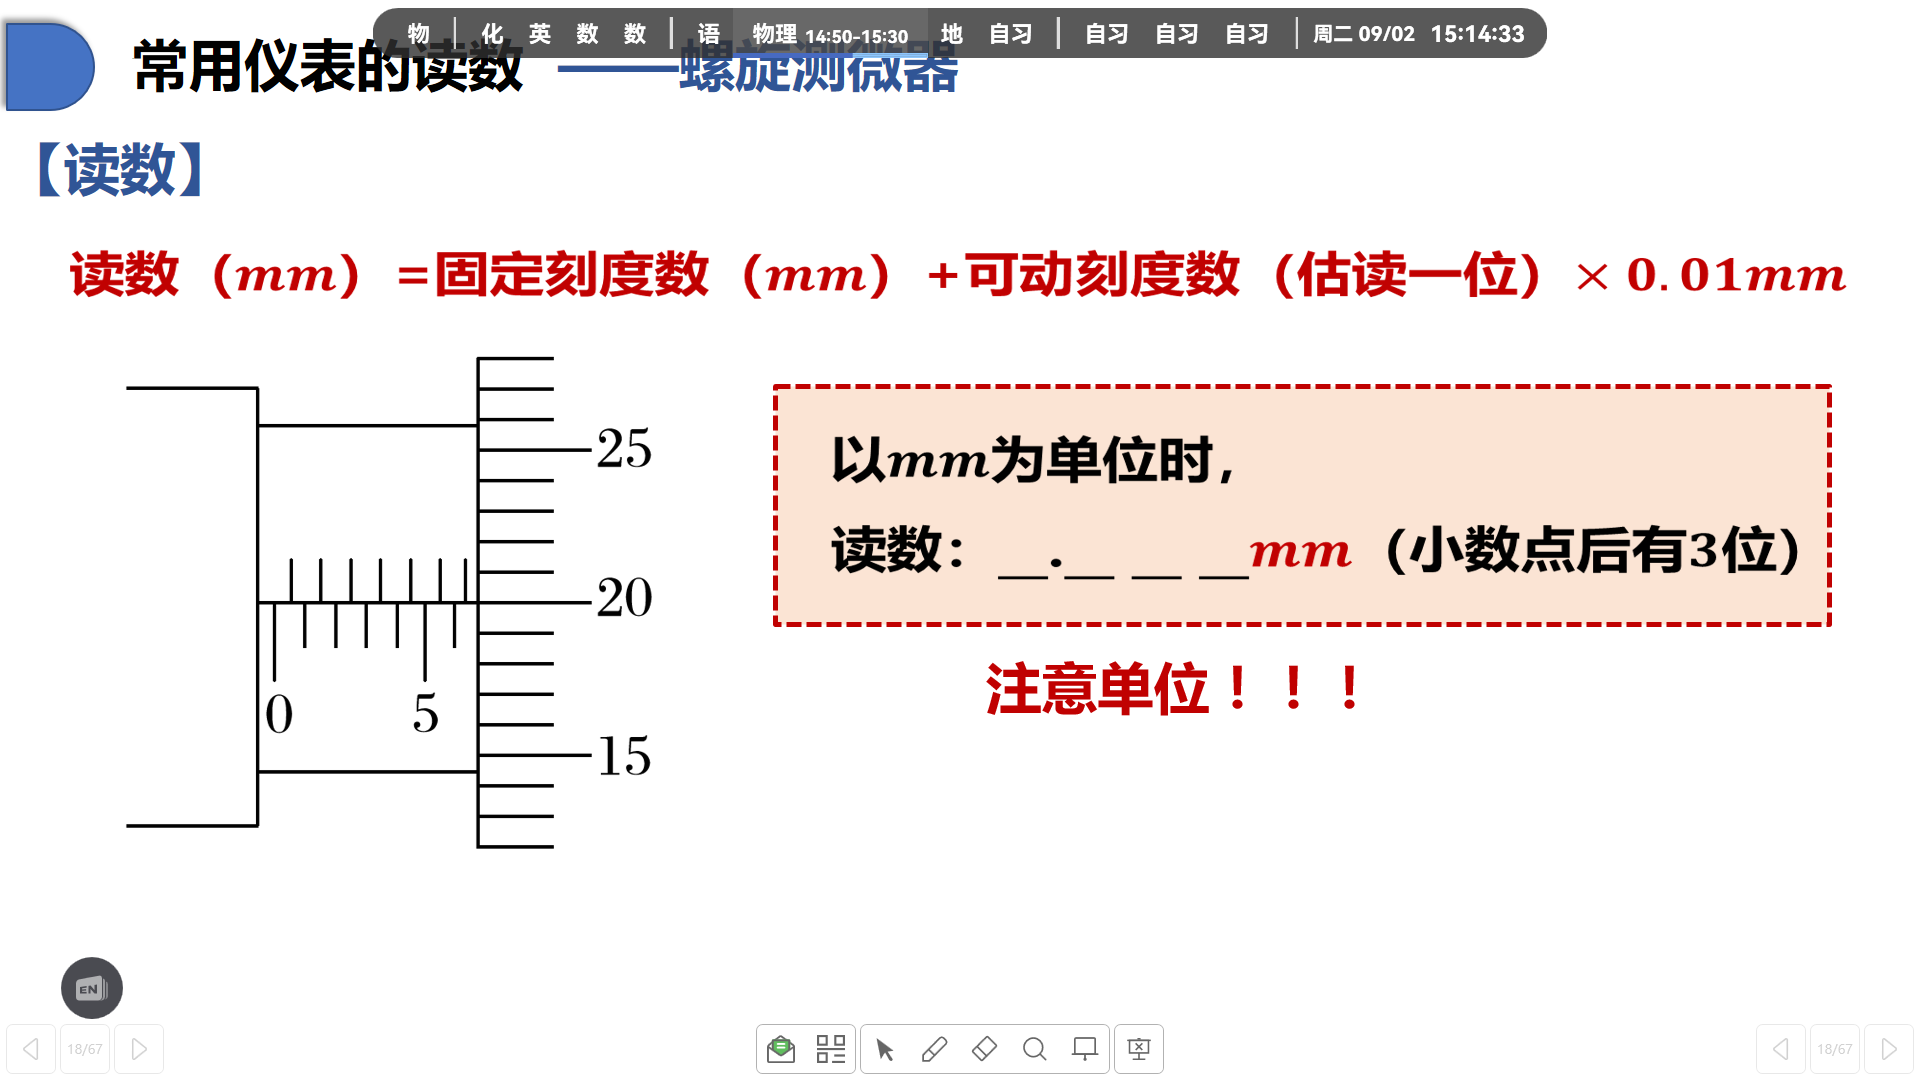 物 | 化 英 数 数 | 语 物理 14:50-15:30 地 自习 | 自习 自习 自习 | 周二 09/02 15:14:33
常用仪表的读数 ——螺旋测微器
【读数】
读数（mm）=固定刻度数（mm）+可动刻度数（估读一位）× 0.01mm
以mm为单位时,
读数：__.__ __ __mm（小数点后有3位）
注意单位！！！
25
20
15
0 5
EN
18/67
18/67